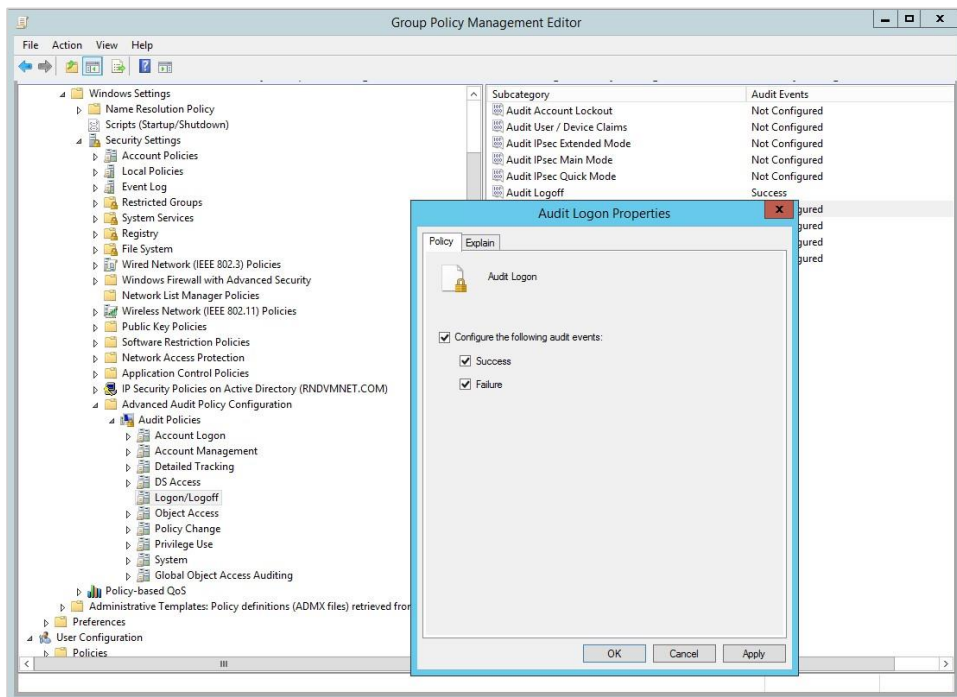 Group Policy Management Editor
File Action View Help
Windows Settings
Name Resolution Policy
Scripts (Startup/Shutdown)
Security Settings
Account Policies
Local Policies
Event Log
Restricted Groups
System Services
Registry
File System
Wired Network (IEEE 802.3) Policies
Windows Firewall with Advanced Security
Network List Manager Policies
Wireless Network (IEEE 802.11) Policies
Public Key Policies
Software Restriction Policies
Network Access Protection
Application Control Policies
IP Security Policies on Active Directory (RNDVMNET.COM)
Advanced Audit Policy Configuration
Audit Policies
Account Logon
Account Management
Detailed Tracking
DS Access
Logon/Logoff
Object Access
Policy Change
Privilege Use
System
Global Object Access Auditing
Policy-based QoS
Administrative Templates: Policy definitions (ADMX files) retrieved fror
Preferences
User Configuration
Policies
Subcategory Audit Events
Audit Account Lockout Not Configured
Audit User / Device Claims Not Configured
Audit IPsec Extended Mode Not Configured
Audit IPsec Main Mode Not Configured
Audit IPsec Quick Mode Not Configured
Audit Logoff Success
gured
gured
gured
gured
Audit Logon Properties
Policy Explain
Audit Logon
Configure the following audit events:
Success
Failure
OK Cancel Apply